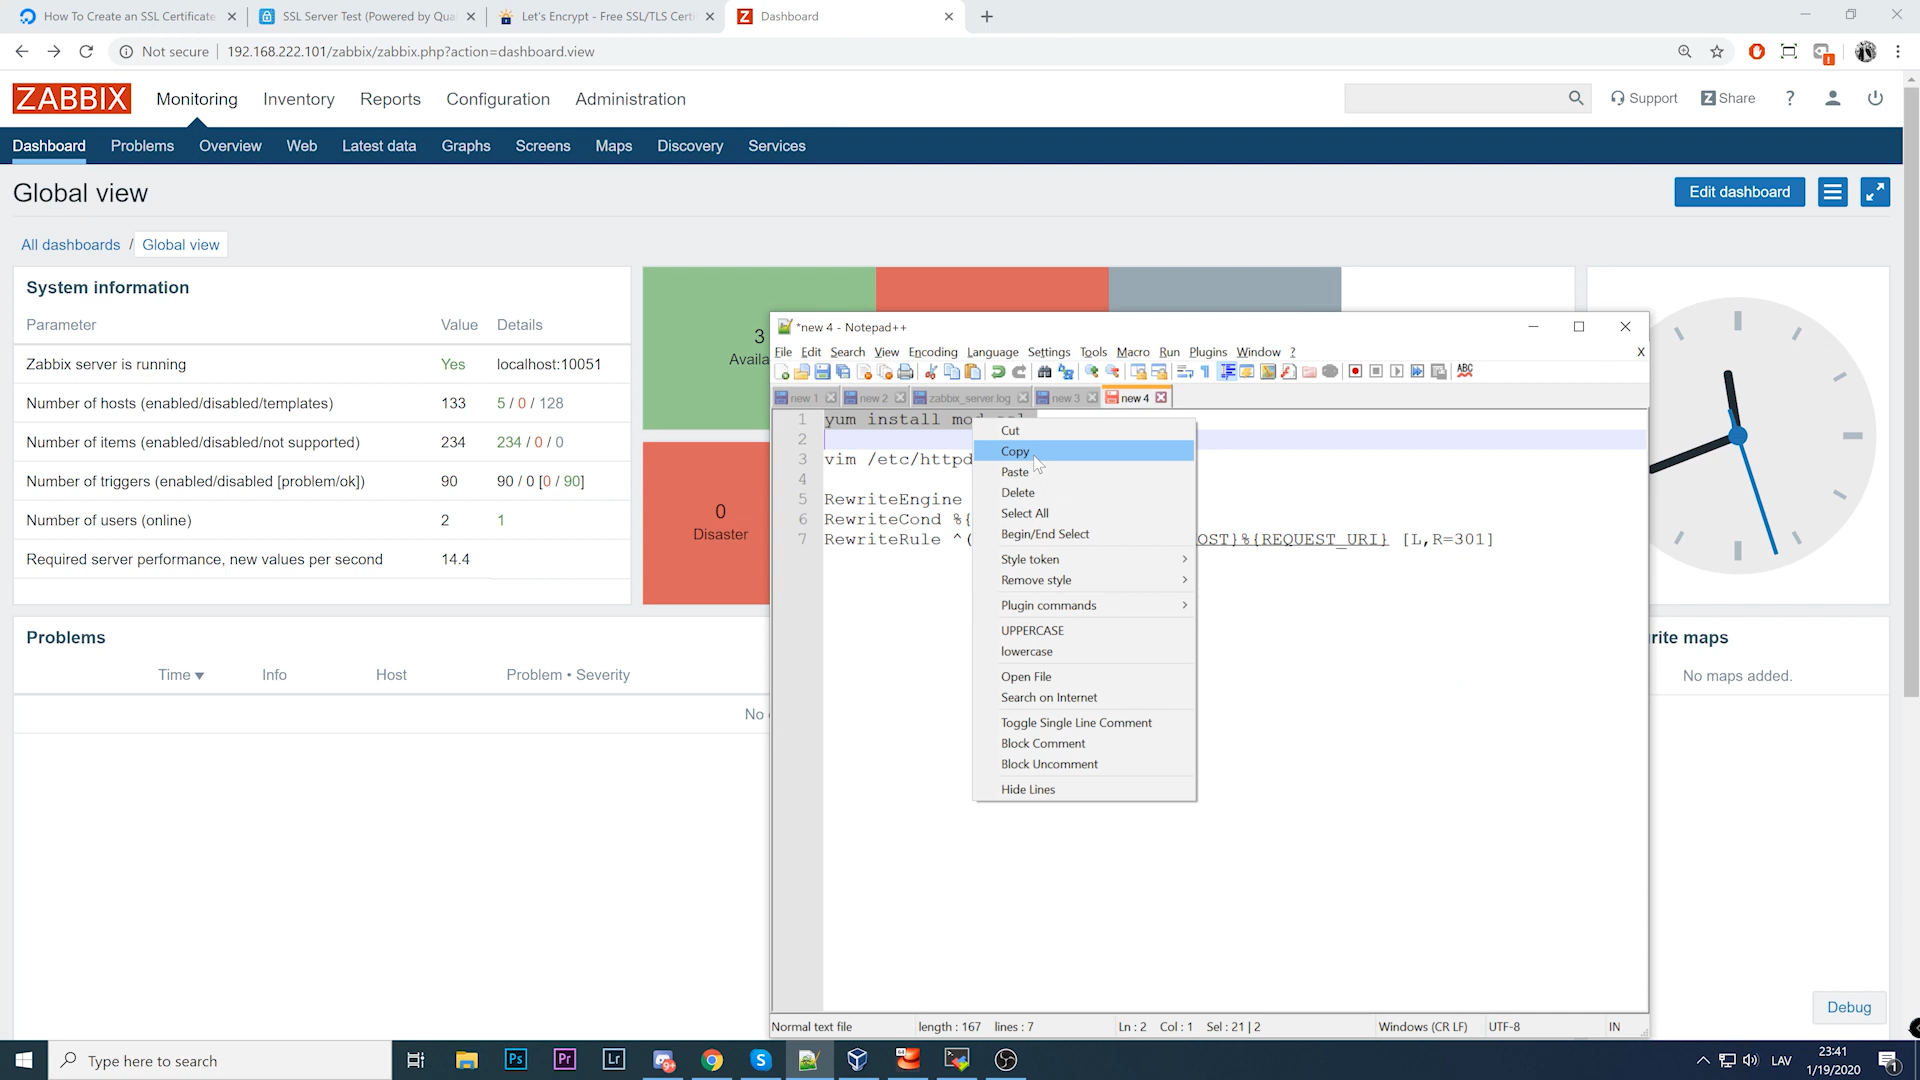 How To Create an SSL Certificate
SSL Server Test (Powered by Qua
Let's Encrypt - Free SSL/TLS Certi
Dashboard
Not secure
192.168.222.101/zabbix/zabbix.php?action=dashboard.view
ZABBIX
Monitoring
Inventory
Reports
Configuration
Administration
Support
Share
?
Dashboard
Problems
Overview
Web
Latest data
Graphs
Screens
Maps
Discovery
Services
Global view
Edit dashboard
All dashboards / Global view
System information
Parameter Value Details
Zabbix server is running Yes localhost:10051
Number of hosts (enabled/disabled/templates) 133 5 / 0 / 128
Number of items (enabled/disabled/not supported) 234 234 / 0 / 0
Number of triggers (enabled/disabled [problem/ok]) 90 90 / 0 [0 / 90]
Number of users (online) 2 1
Required server performance, new values per second 14.4
3
Availa
0
Disaster
Problems
Time ▼ Info Host Problem • Severity
No
rite maps
No maps added.
Debug
*new 4 - Notepad++
File Edit Search View Encoding Language Settings Tools Macro Run Plugins Window ?
X
new 1
new 2
zabbix_server.log
new 3
new 4
1 yum install mod_ssl
2
3 vim /etc/httpd
4
5 RewriteEngine
6 RewriteCond %{
7 RewriteRule ^( OST}%{REQUEST_URI} [L,R=301]
Cut
Copy
Paste
Delete
Select All
Begin/End Select
Style token
Remove style
Plugin commands
UPPERCASE
lowercase
Open File
Search on Internet
Toggle Single Line Comment
Block Comment
Block Uncomment
Hide Lines
Normal text file
length : 167 lines : 7
Ln : 2 Col : 1 Sel : 21 | 2
Windows (CR LF)
UTF-8
IN
Type here to search
Ps
Pr
Lr
LAV
23:41
1/19/2020
1